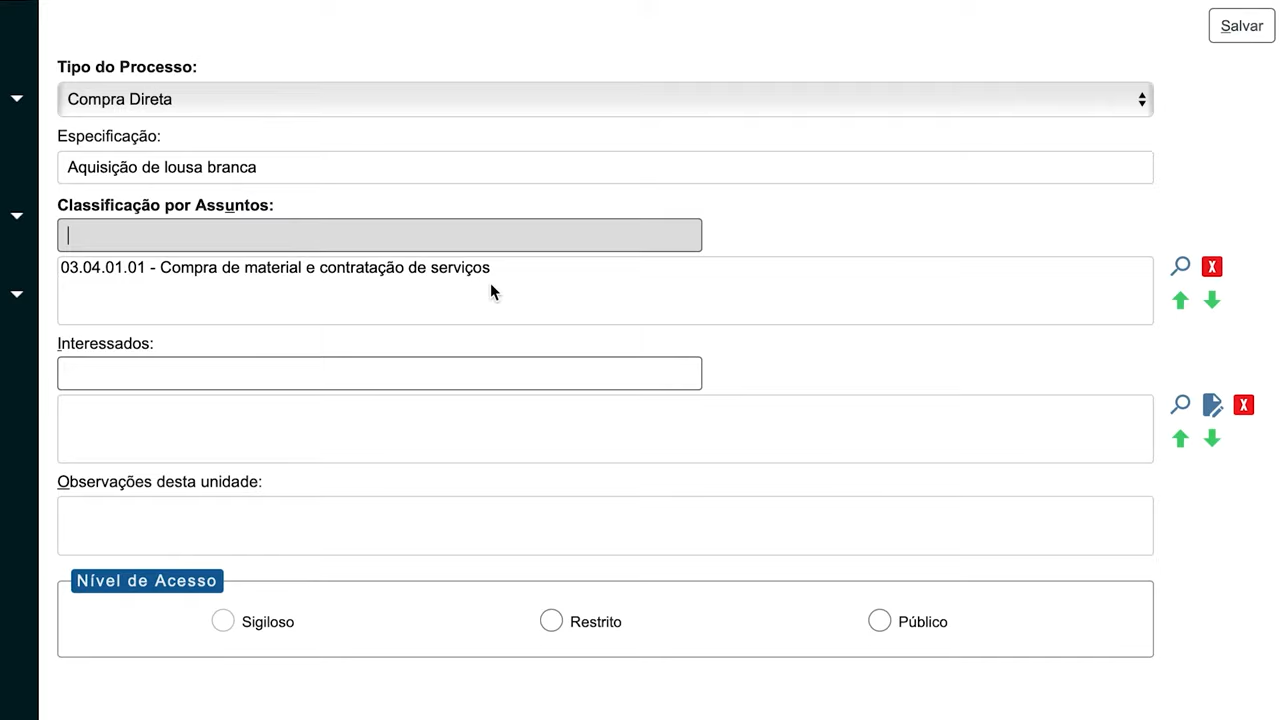 Salvar
Tipo do Processo:
Compra Direta
Especificação:
Aquisição de lousa branca
Classificação por Assuntos:
03.04.01.01 - Compra de material e contratação de serviços
Interessados:
Observações desta unidade:
Nível de Acesso
Sigiloso
Restrito
Público